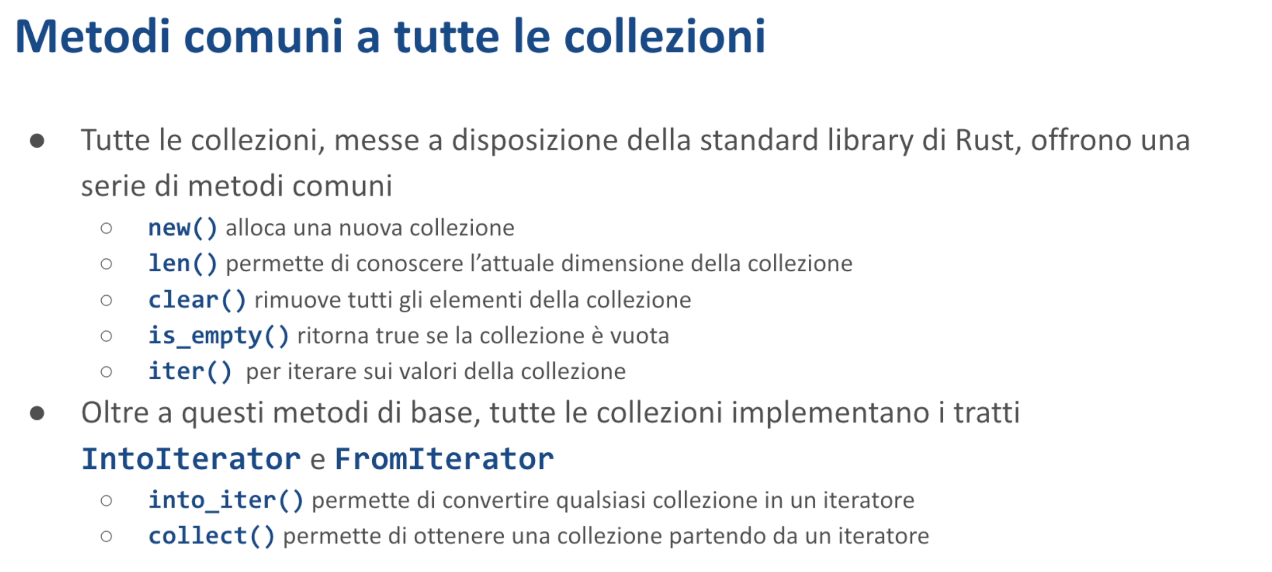 Metodi comuni a tutte le collezioni
● Tutte le collezioni, messe a disposizione della standard library di Rust, offrono una
serie di metodi comuni
○ new() alloca una nuova collezione
○ len() permette di conoscere l’attuale dimensione della collezione
○ clear() rimuove tutti gli elementi della collezione
○ is_empty() ritorna true se la collezione è vuota
○ iter() per iterare sui valori della collezione
● Oltre a questi metodi di base, tutte le collezioni implementano i tratti
IntoIterator e FromIterator
○ into_iter() permette di convertire qualsiasi collezione in un iteratore
○ collect() permette di ottenere una collezione partendo da un iteratore